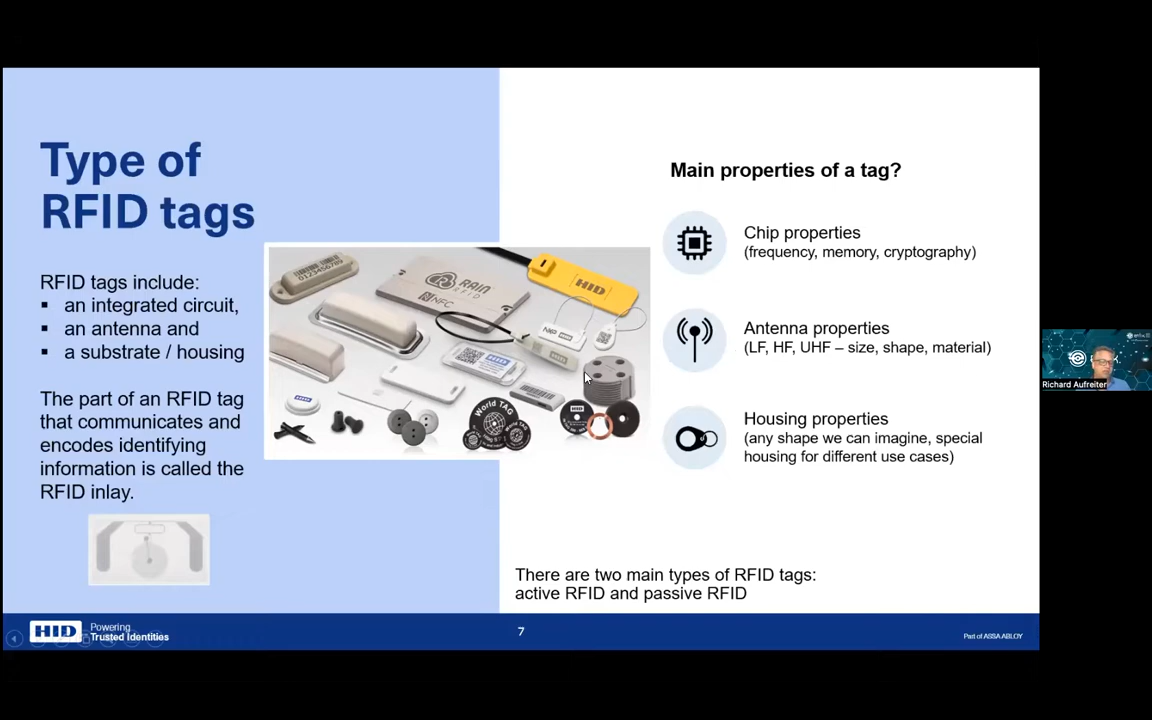 Type of
RFID tags
RFID tags include:
▪ an integrated circuit,
▪ an antenna and
▪ a substrate / housing
The part of an RFID tag
that communicates and
encodes identifying
information is called the
RFID inlay.
RAIN
RFID
NFC
HID
World TAG
Main properties of a tag?
Chip properties
(frequency, memory, cryptography)
Antenna properties
(LF, HF, UHF – size, shape, material)
Housing properties
(any shape we can imagine, special
housing for different use cases)
There are two main types of RFID tags:
active RFID and passive RFID
HID
Powering
Trusted Identities
7
Part of ASSA ABLOY
Richard Aufreiter